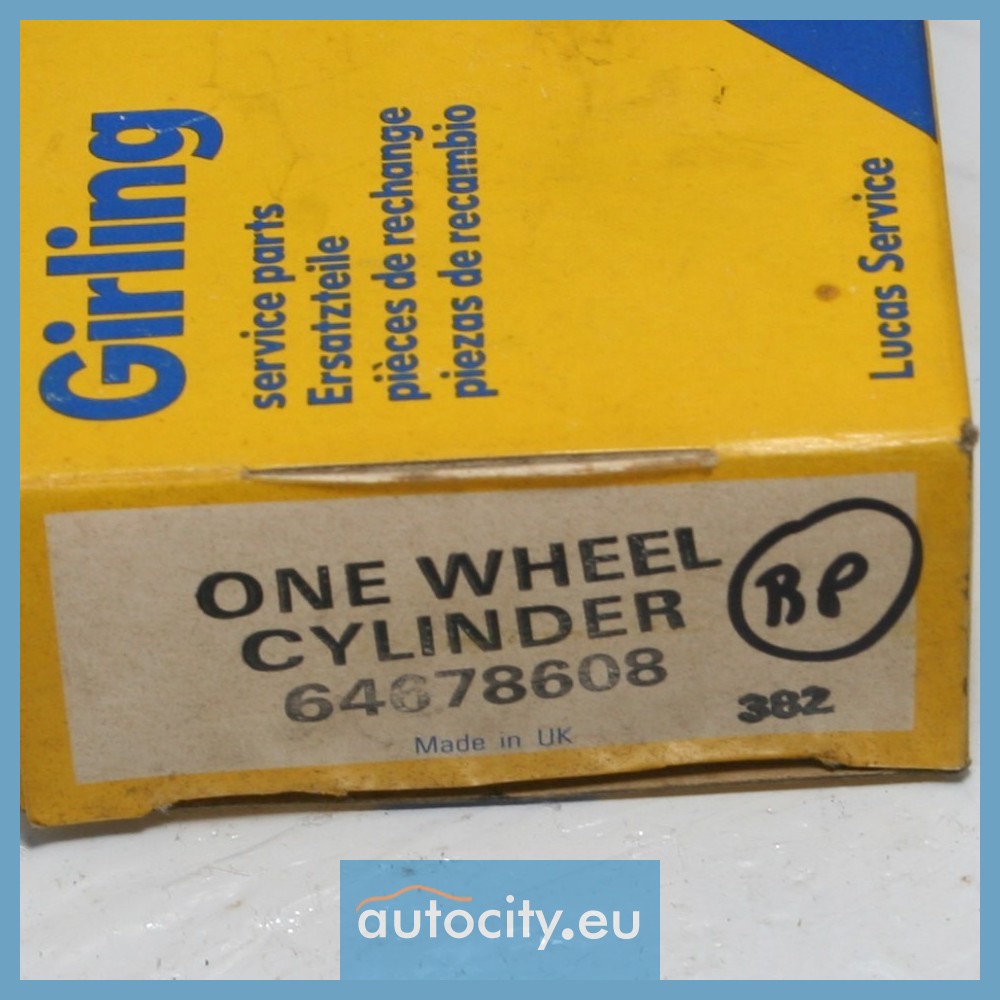 Girling
service parts
Ersatzteile
pièces de rechange
piezas de recambio
Lucas Service
ONE WHEEL
CYLINDER
64678608
Made in UK
BP
382
autocity.eu